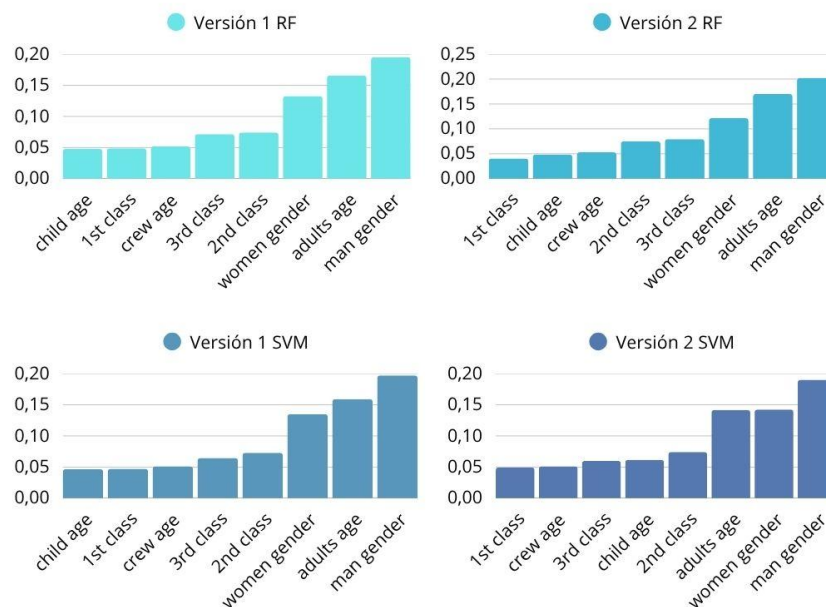 Versión 1 RF
0,20
0,15
0,10
0,05
0,00
child age
1st class
crew age
3rd class
2nd class
women gender
adults age
man gender
Versión 2 RF
0,25
0,20
0,15
0,10
0,05
0,00
1st class
child age
crew age
2nd class
3rd class
women gender
adults age
man gender
Versión 1 SVM
0,20
0,15
0,10
0,05
0,00
child age
1st class
crew age
3rd class
2nd class
women gender
adults age
man gender
Versión 2 SVM
0,20
0,15
0,10
0,05
0,00
1st class
crew age
3rd class
child age
2nd class
adults age
women gender
man gender